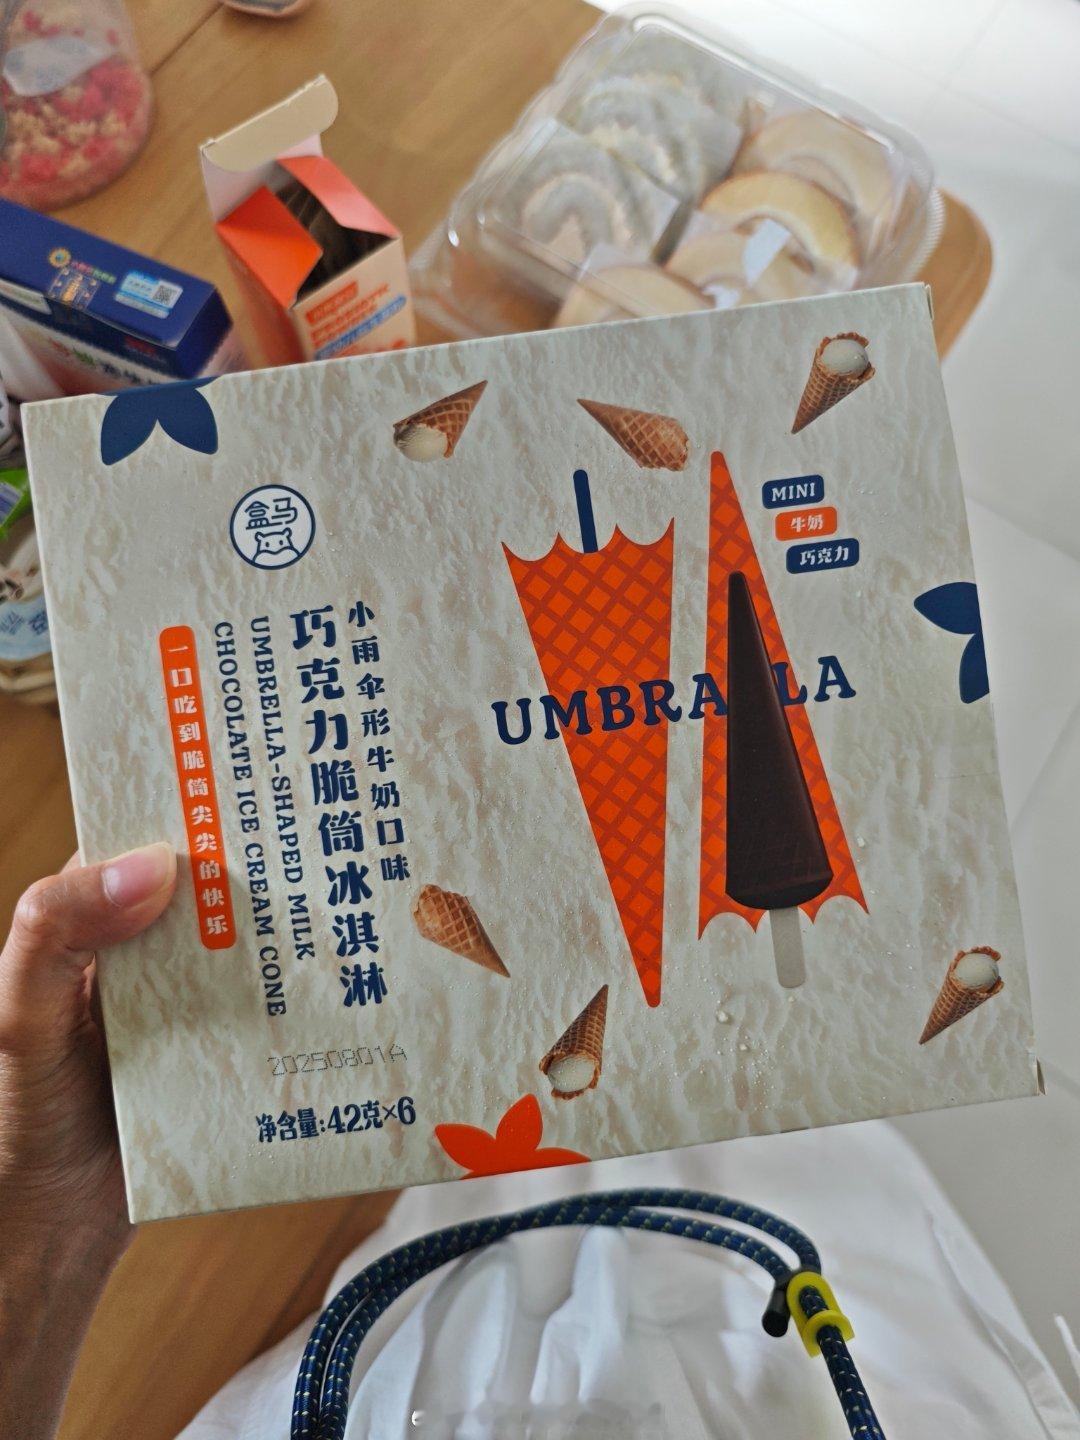 盒马
小雨伞形牛奶口味
巧克力脆筒冰淇淋
UMBRELLA-SHAPED MILK
CHOCOLATE ICE CREAM CONE
一口吃到脆筒尖尖的快乐
20250801A
净含量:42克×6
MINI
牛奶
巧克力
UMBRA LA